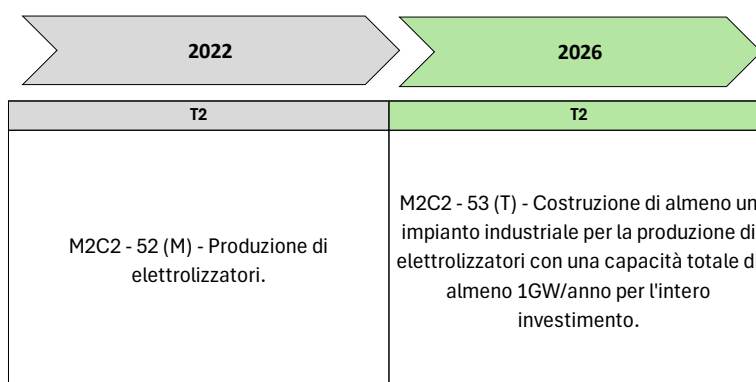 2022
2026
T2
T2
M2C2 - 52 (M) - Produzione di
elettrolizzatori.
M2C2 - 53 (T) - Costruzione di almeno un
impianto industriale per la produzione di
elettrolizzatori con una capacità totale d
almeno 1GW/anno per l'intero
investimento.